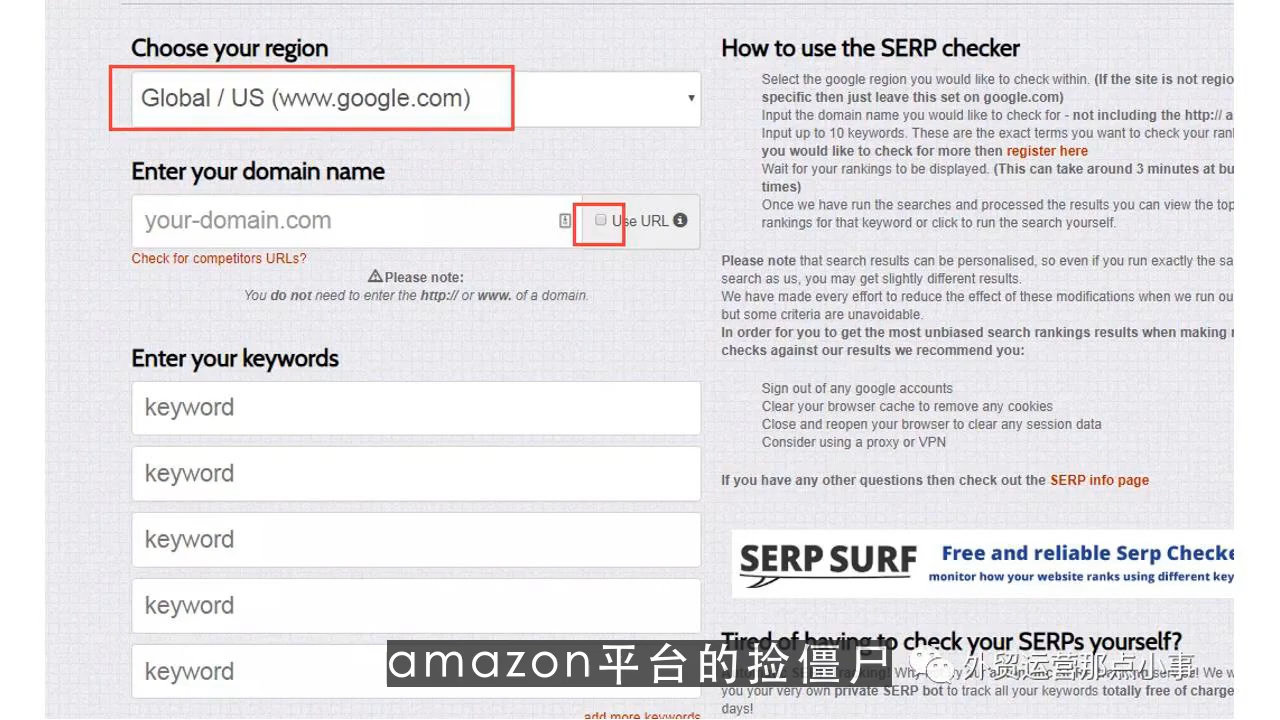 Choose your region
Global / US (www.google.com)
Enter your domain name
your-domain.com
Use URL
Check for competitors URLs?
Please note:
You do not need to enter the http:// or www. of a domain.
Enter your keywords
keyword
keyword
keyword
keyword
keyword
add more keywords
How to use the SERP checker
Select the google region you would like to check within. (If the site is not regio
specific then just leave this set on google.com)
Input the domain name you would like to check for - not including the http:// a
Input up to 10 keywords. These are the exact terms you want to check your rank
you would like to check for more then register here
Wait for your rankings to be displayed. (This can take around 3 minutes at bu
times)
Once we have run the searches and processed the results you can view the top
rankings for that keyword or click to run the search yourself.
Please note that search results can be personalised, so even if you run exactly the sa
search as us, you may get slightly different results.
We have made every effort to reduce the effect of these modifications when we run ou
but some criteria are unavoidable.
In order for you to get the most unbiased search rankings results when making
checks against our results we recommend you:
Sign out of any google accounts
Clear your browser cache to remove any cookies
Close and reopen your browser to clear any session data
Consider using a proxy or VPN
If you have any other questions then check out the SERP info page
SERP SURF
Free and reliable Serp Checke
monitor how your website ranks using different key
Tired of having to check your SERPs yourself?
you your very own private SERP bot to track all your keywords totally free of charge
days!
amazon平台的捡僵尸
外贸运营那点小事